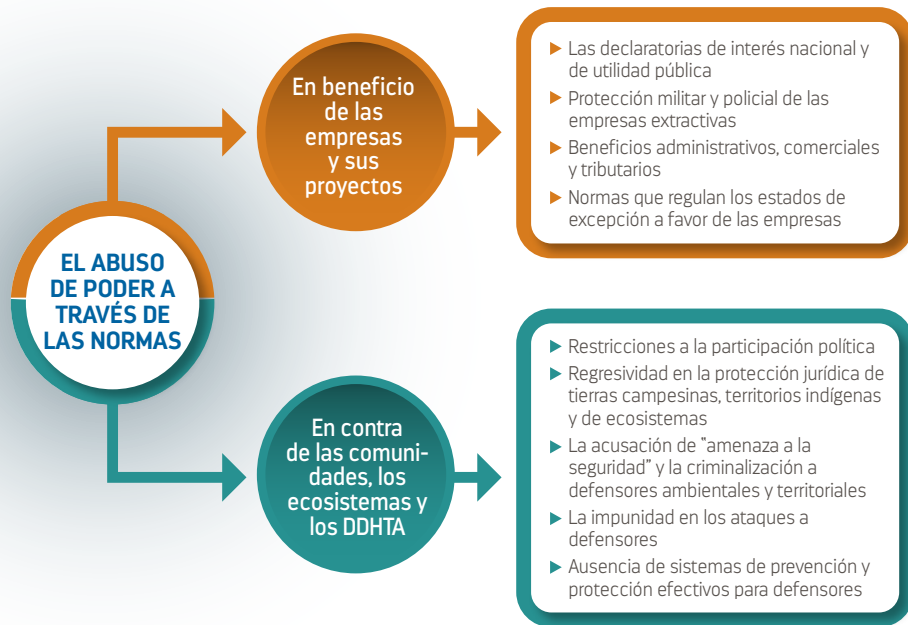 EL ABUSO
DE PODER A
TRAVÉS DE
LAS NORMAS
En beneficio
de las
empresas
y sus
proyectos
Las declaratorias de interés nacional y
de utilidad pública
Protección militar y policial de las
empresas extractivas
Beneficios administrativos, comerciales
y tributarios
Normas que regulan los estados de
excepción a favor de las empresas
En contra
de las comuni-
dades, los
ecosistemas y
los DDHTA
Restricciones a la participación política
Regresividad en la protección jurídica de
tierras campesinas, territorios indígenas
y de ecosistemas
La acusación de "amenaza a la
seguridad" y la criminalización a
defensores ambientales y territoriales
La impunidad en los ataques a
defensores
Ausencia de sistemas de prevención y
protección efectivos para defensores